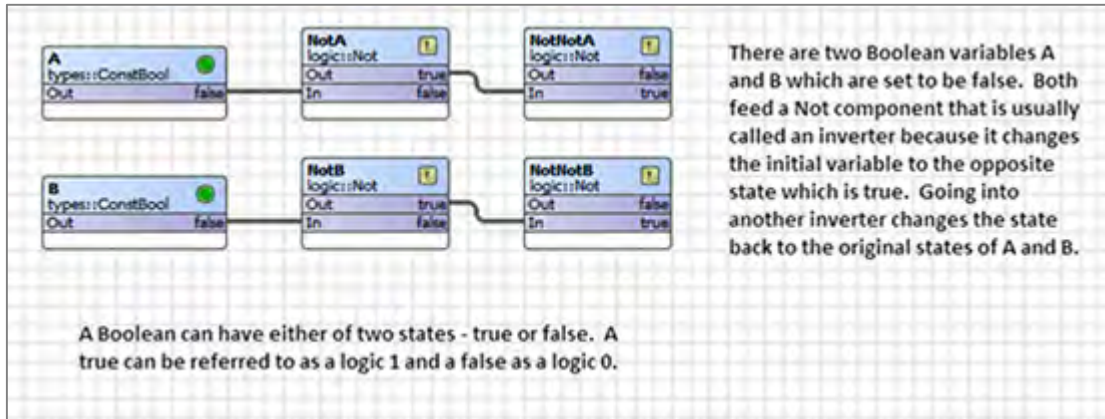 A
types::ConstBool
Out false
NotA
logic::Not
Out true
In false
NotNotA
logic::Not
Out false
In true
There are two Boolean variables A
and B which are set to be false. Both
feed a Not component that is usually
called an inverter because it changes
the initial variable to the opposite
state which is true. Going into
another inverter changes the state
back to the original states of A and B.
B
types::ConstBool
Out false
NotB
logic::Not
Out true
In false
NotNotB
logic::Not
Out false
In true
A Boolean can have either of two states - true or false. A
true can be referred to as a logic 1 and a false as a logic 0.